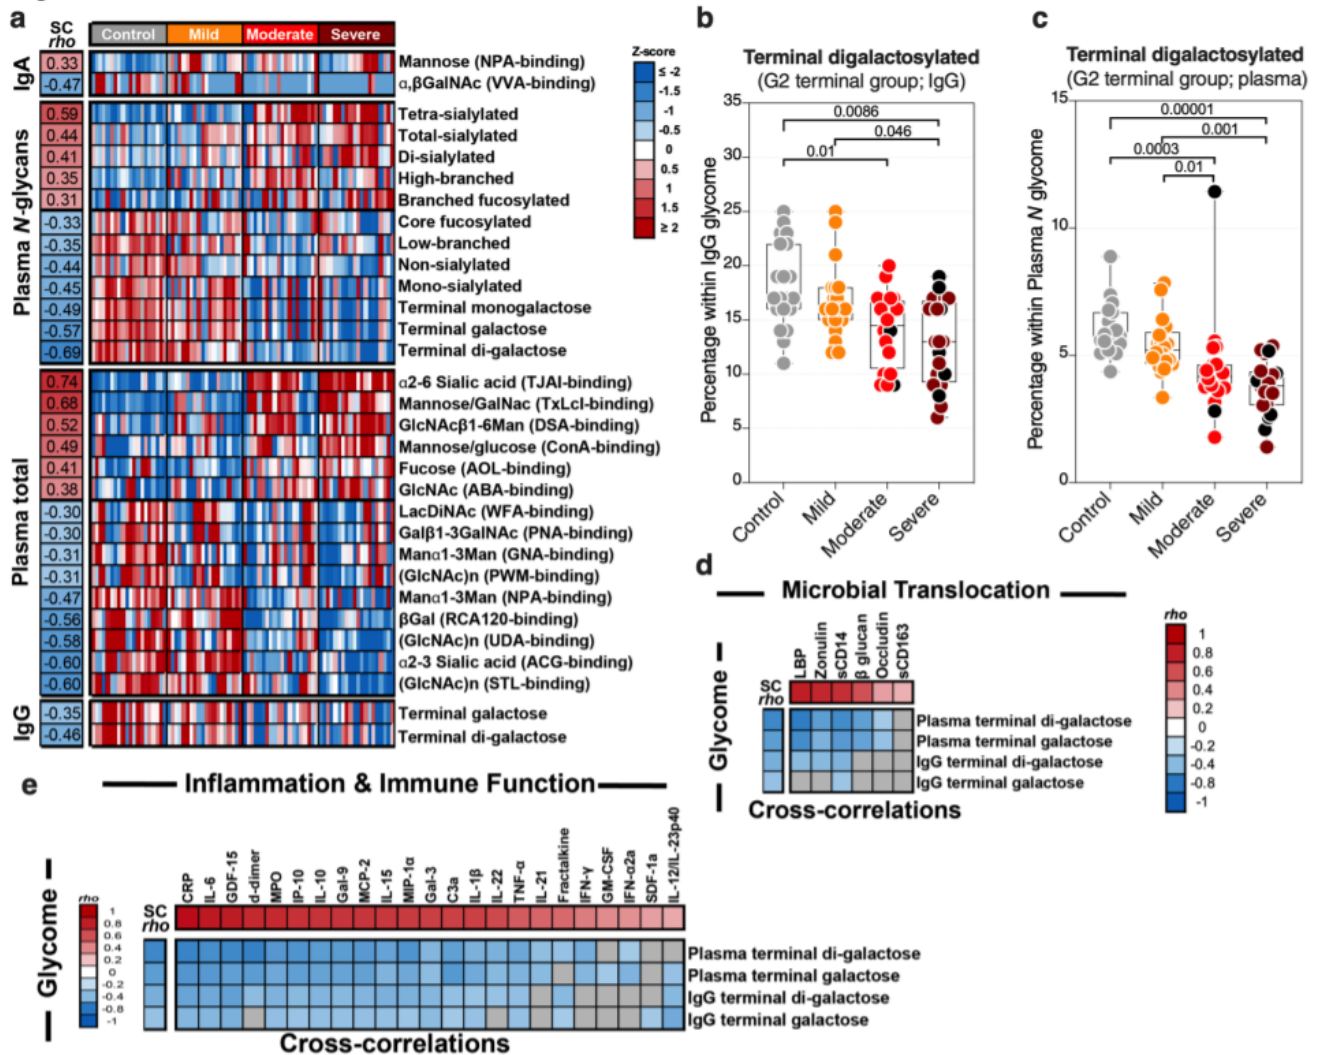 a
SC
rho
Control Mild Moderate Severe
IgA
0.33 Mannose (NPA-binding)
-0.47 α,βGalNAc (VVA-binding)
Plasma N-glycans
0.59 Tetra-sialylated
0.44 Total-sialylated
0.41 Di-sialylated
0.35 High-branched
0.31 Branched fucosylated
-0.33 Core fucosylated
-0.35 Low-branched
-0.44 Non-sialylated
-0.45 Mono-sialylated
-0.49 Terminal monogalactose
-0.57 Terminal galactose
-0.69 Terminal di-galactose
Plasma total
0.74 α2-6 Sialic acid (TJAI-binding)
0.68 Mannose/GalNac (TxLcI-binding)
0.52 GlcNAcβ1-6Man (DSA-binding)
0.49 Mannose/glucose (ConA-binding)
0.41 Fucose (AOL-binding)
0.38 GlcNAc (ABA-binding)
-0.30 LacDiNAc (WFA-binding)
-0.30 Galβ1-3GalNAc (PNA-binding)
-0.31 Manα1-3Man (GNA-binding)
-0.31 (GlcNAc)n (PWM-binding)
-0.47 Manα1-3Man (NPA-binding)
-0.56 βGal (RCA120-binding)
-0.58 (GlcNAc)n (UDA-binding)
-0.60 α2-3 Sialic acid (ACG-binding)
-0.60 (GlcNAc)n (STL-binding)
IgG
-0.35 Terminal galactose
-0.46 Terminal di-galactose
Z-score
≤ -2
-1.5
-1
-0.5
0
0.5
1
1.5
≥ 2
b
Terminal digalactosylated
(G2 terminal group; IgG)
Percentage within IgG glycome
35
30
25
20
15
10
5
0
0.0086
0.046
0.01
Control
Mild
Moderate
Severe
c
Terminal digalactosylated
(G2 terminal group; plasma)
Percentage within Plasma N glycome
15
10
5
0
0.00001
0.001
0.0003
0.01
Control
Mild
Moderate
Severe
d
Microbial Translocation
Glycome
LBP
Zonulin
sCD14
β glucan
Occludin
sCD163
SC
rho
Plasma terminal di-galactose
Plasma terminal galactose
IgG terminal di-galactose
IgG terminal galactose
Cross-correlations
rho
1
0.8
0.6
0.4
0.2
0
-0.2
-0.4
-0.8
-1
e
Inflammation & Immune Function
Glycome
rho
1
0.8
0.6
0.4
0.2
0
-0.2
-0.4
-0.8
-1
SC
rho
CRP
IL-6
GDF-15
d-dimer
MPO
IP-10
IL-10
Gal-9
MCP-2
IL-15
MIP-1α
Gal-3
C3a
IL-1β
IL-22
TNF-α
IL-21
Fractalkine
IFN-γ
GM-CSF
IFN-α2a
SDF-1a
IL-12/IL-23p40
Plasma terminal di-galactose
Plasma terminal galactose
IgG terminal di-galactose
IgG terminal galactose
Cross-correlations